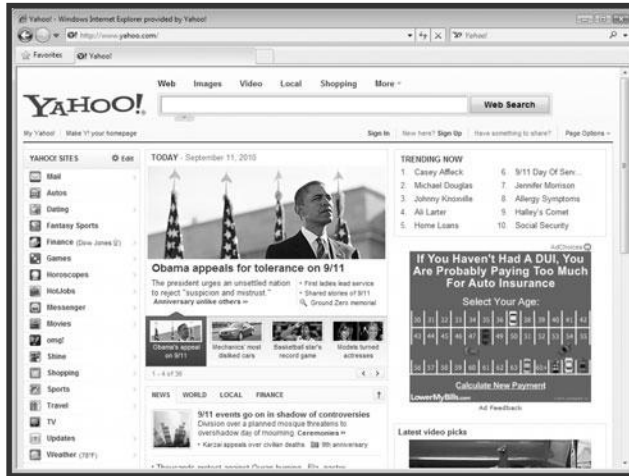 Yahoo! - Windows Internet Explorer provided by Yahoo!
http://www.yahoo.com/
Yahoo!
Favorites
Yahoo!
Web Images Video Local Shopping More
YAHOO!
Web Search
My Yahoo! Make Y! your homepage
Sign In New here? Sign Up Have something to share? Page Options
YAHOO! SITES Edit
Mail
Autos
Dating
Fantasy Sports
Finance (Dow Jones)
Games
Horoscopes
HotJobs
Messenger
Movies
omg!
Shine
Shopping
Sports
Travel
TV
Updates
Weather (78°F)
TODAY - September 11, 2010
Obama appeals for tolerance on 9/11
The president urges an unsettled nation
to reject "suspicion and mistrust."
Anniversary unlike others »
• First ladies lead service
• Shared stories of 9/11
Ground Zero memorial
Obama's appeal
on 9/11
Mechanics' most
disliked cars
Basketball star's
record game
Models turned
actresses
1 - 4 of 36
NEWS WORLD LOCAL FINANCE
9/11 events go on in shadow of controversies
Division over a planned mosque threatens to
overshadow day of mourning. Ceremonies »
• Karzai appeals over civilian deaths 9th anniversary
TRENDING NOW
1. Casey Affleck
2. Michael Douglas
3. Johnny Knoxville
4. Ali Larter
5. Home Loans
6. 9/11 Day Of Serv...
7. Jennifer Morrison
8. Allergy Symptoms
9. Halley's Comet
10. Social Security
AdChoices
If You Haven't Had A DUI, You
Are Probably Paying Too Much
For Auto Insurance
Select Your Age:
Calculate New Payment
LowerMyBills.com
Ad Feedback
Latest video picks